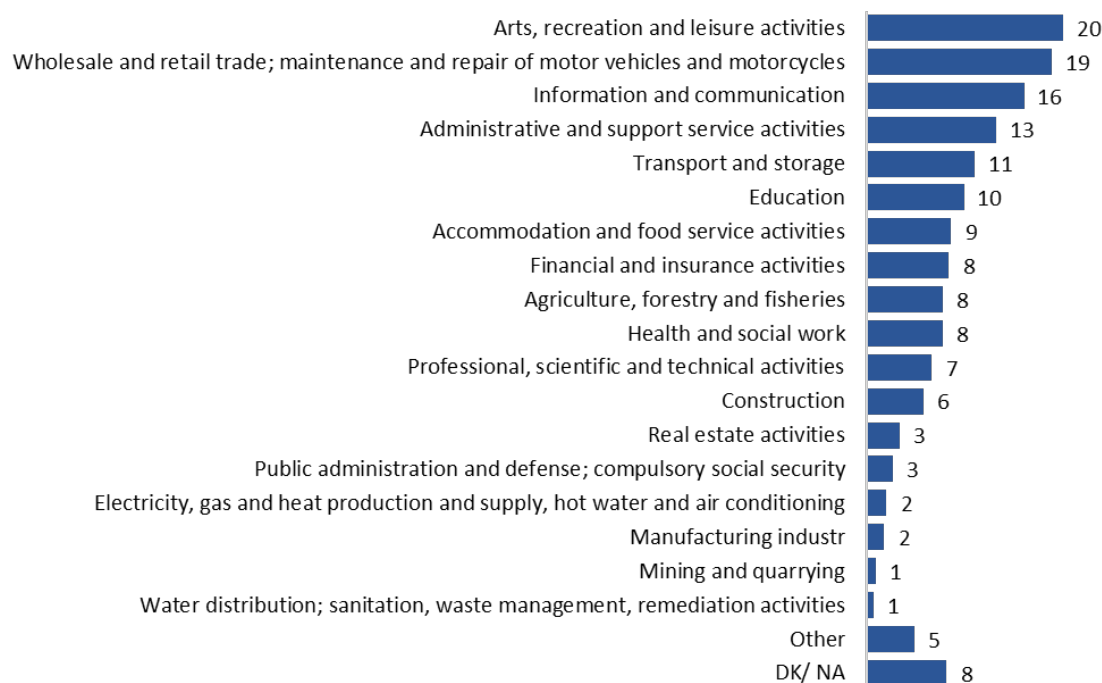 Arts, recreation and leisure activities 20
Wholesale and retail trade; maintenance and repair of motor vehicles and motorcycles 19
Information and communication 16
Administrative and support service activities 13
Transport and storage 11
Education 10
Accommodation and food service activities 9
Financial and insurance activities 8
Agriculture, forestry and fisheries 8
Health and social work 8
Professional, scientific and technical activities 7
Construction 6
Real estate activities 3
Public administration and defense; compulsory social security 3
Electricity, gas and heat production and supply, hot water and air conditioning 2
Manufacturing industr 2
Mining and quarrying 1
Water distribution; sanitation, waste management, remediation activities 1
Other 5
DK/ NA 8